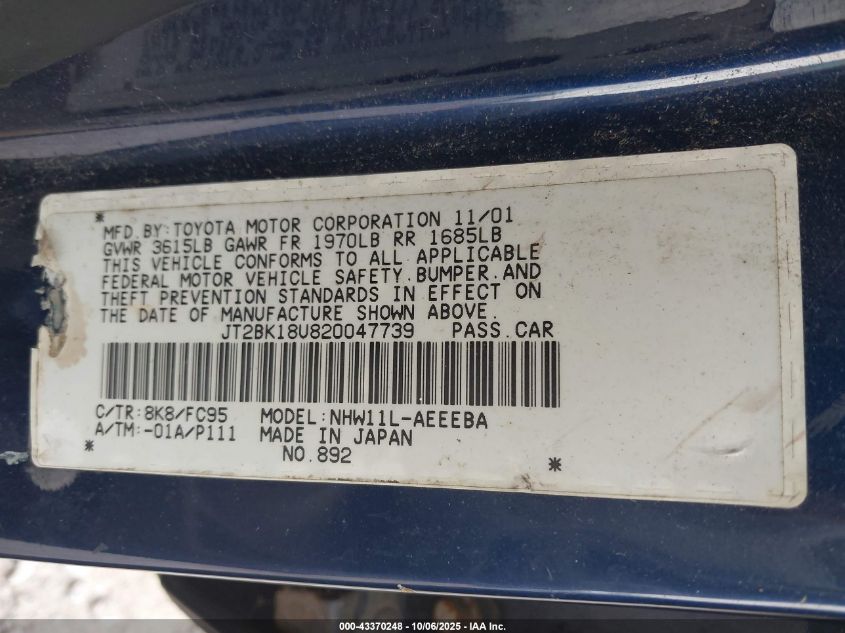 * MFD.BY:TOYOTA MOTOR CORPORATION 11/01
GVWR 3615LB GAWR FR 1970LB RR 1685LB
THIS VEHICLE CONFORMS TO ALL APPLICABLE
FEDERAL MOTOR VEHICLE SAFETY.BUMPER.AND
THEFT PREVENTION STANDARDS IN EFFECT ON
THE DATE OF MANUFACTURE SHOWN ABOVE.
JT2BK18U820047739 PASS.CAR
C/TR:8K8/FC95 MODEL:NHW11L-AEEEBA
A/TM:-01A/P111 MADE IN JAPAN
* NO.892 *
000-43370248 - 10/06/2025 - IAA Inc.